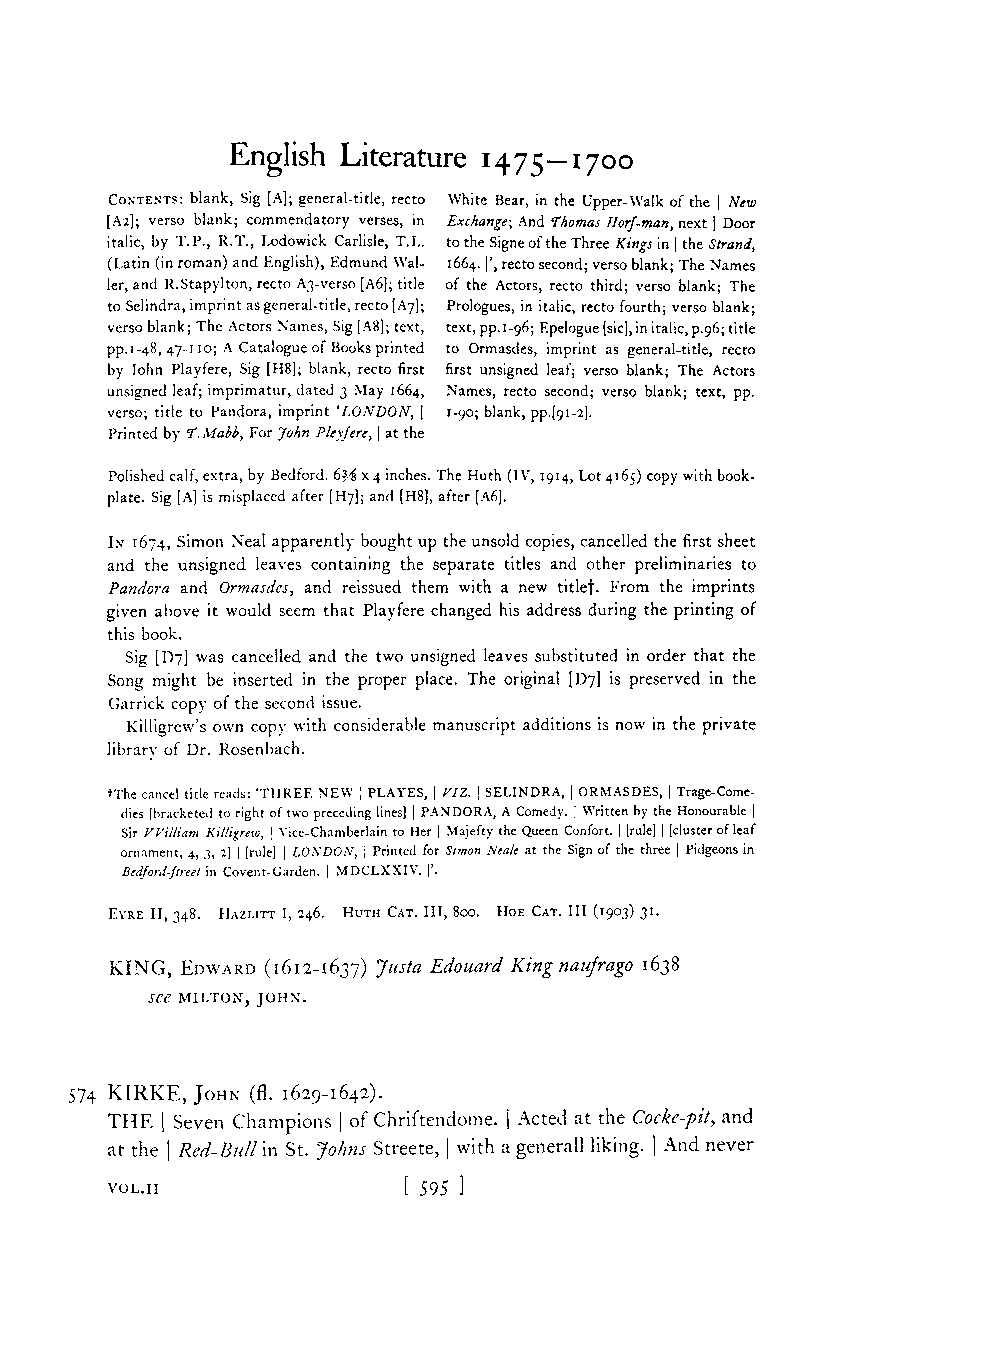 English Literature 1475–1700
CONTENTS: blank, Sig [A]; general-title, recto
[A2]; verso blank; commendatory verses, in
italic, by T.P., R.T., Lodowick Carlisle, T.L.
(Latin (in roman) and English), Edmund Wal-
ler, and R.Stapylton, recto A3-verso [A6]; title
to Selindra, imprint as general-title, recto [A7];
verso blank; The Actors Names, Sig [A8]; text,
pp.1-48, 47-110; A Catalogue of Books printed
by Iohn Playfere, Sig [H8]; blank, recto first
unsigned leaf; imprimatur, dated 3 May 1664,
verso; title to Pandora, imprint 'LONDON, |
Printed by T. Mabb, For John Pleyfere, | at the
White Bear, in the Upper-Walk of the | New
Exchange; And Thomas Horſ-man, next | Door
to the Signe of the Three Kings in | the Strand,
1664. |', recto second; verso blank; The Names
of the Actors, recto third; verso blank; The
Prologues, in italic, recto fourth; verso blank;
text, pp.1-96; Epelogue [sic], in italic, p.96; title
to Ormasdes, imprint as general-title, recto
first unsigned leaf; verso blank; The Actors
Names, recto second; verso blank; text, pp.
1-90; blank, pp.[91-2].
Polished calf, extra, by Bedford. 6⅜ x 4 inches. The Huth (IV, 1914, Lot 4165) copy with book-
plate. Sig [A] is misplaced after [H7]; and [H8], after [A6].
IN 1674, Simon Neal apparently bought up the unsold copies, cancelled the first sheet
and the unsigned leaves containing the separate titles and other preliminaries to
Pandora and Ormasdes, and reissued them with a new title†. From the imprints
given above it would seem that Playfere changed his address during the printing of
this book.
Sig [D7] was cancelled and the two unsigned leaves substituted in order that the
Song might be inserted in the proper place. The original [D7] is preserved in the
Garrick copy of the second issue.
Killigrew's own copy with considerable manuscript additions is now in the private
library of Dr. Rosenbach.
†The cancel title reads: 'THREE NEW | PLAYES, | VIZ. | SELINDRA, | ORMASDES, | Trage-Come-
dies [bracketed to right of two preceding lines] | PANDORA, A Comedy. | Written by the Honourable |
Sir VVilliam Killigrew, | Vice-Chamberlain to Her | Majeſty the Queen Conſort. | [rule] | [cluster of leaf
ornament, 4, 3, 2] | [rule] | LONDON, | Printed for Simon Neale at the Sign of the three | Pidgeons in
Bedford-ſtreet in Covent-Garden. | MDCLXXIV. |'.
EYRE II, 348. HAZLITT I, 246. HUTH CAT. III, 800. HOE CAT. III (1903) 31.
KING, EDWARD (1612-1637) Justa Edouard King naufrago 1638
see MILTON, JOHN.
574 KIRKE, JOHN (fl. 1629-1642).
THE | Seven Champions | of Chriſtendome. | Acted at the Cocke-pit, and
at the | Red-Bull in St. Johns Streete, | with a generall liking. | And never
VOL.II [ 595 ]